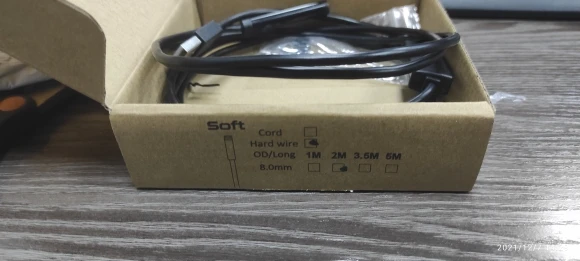 Soft
Cord
Hard wire
OD/Long 1M 2M 3.5M 5M
8.0mm